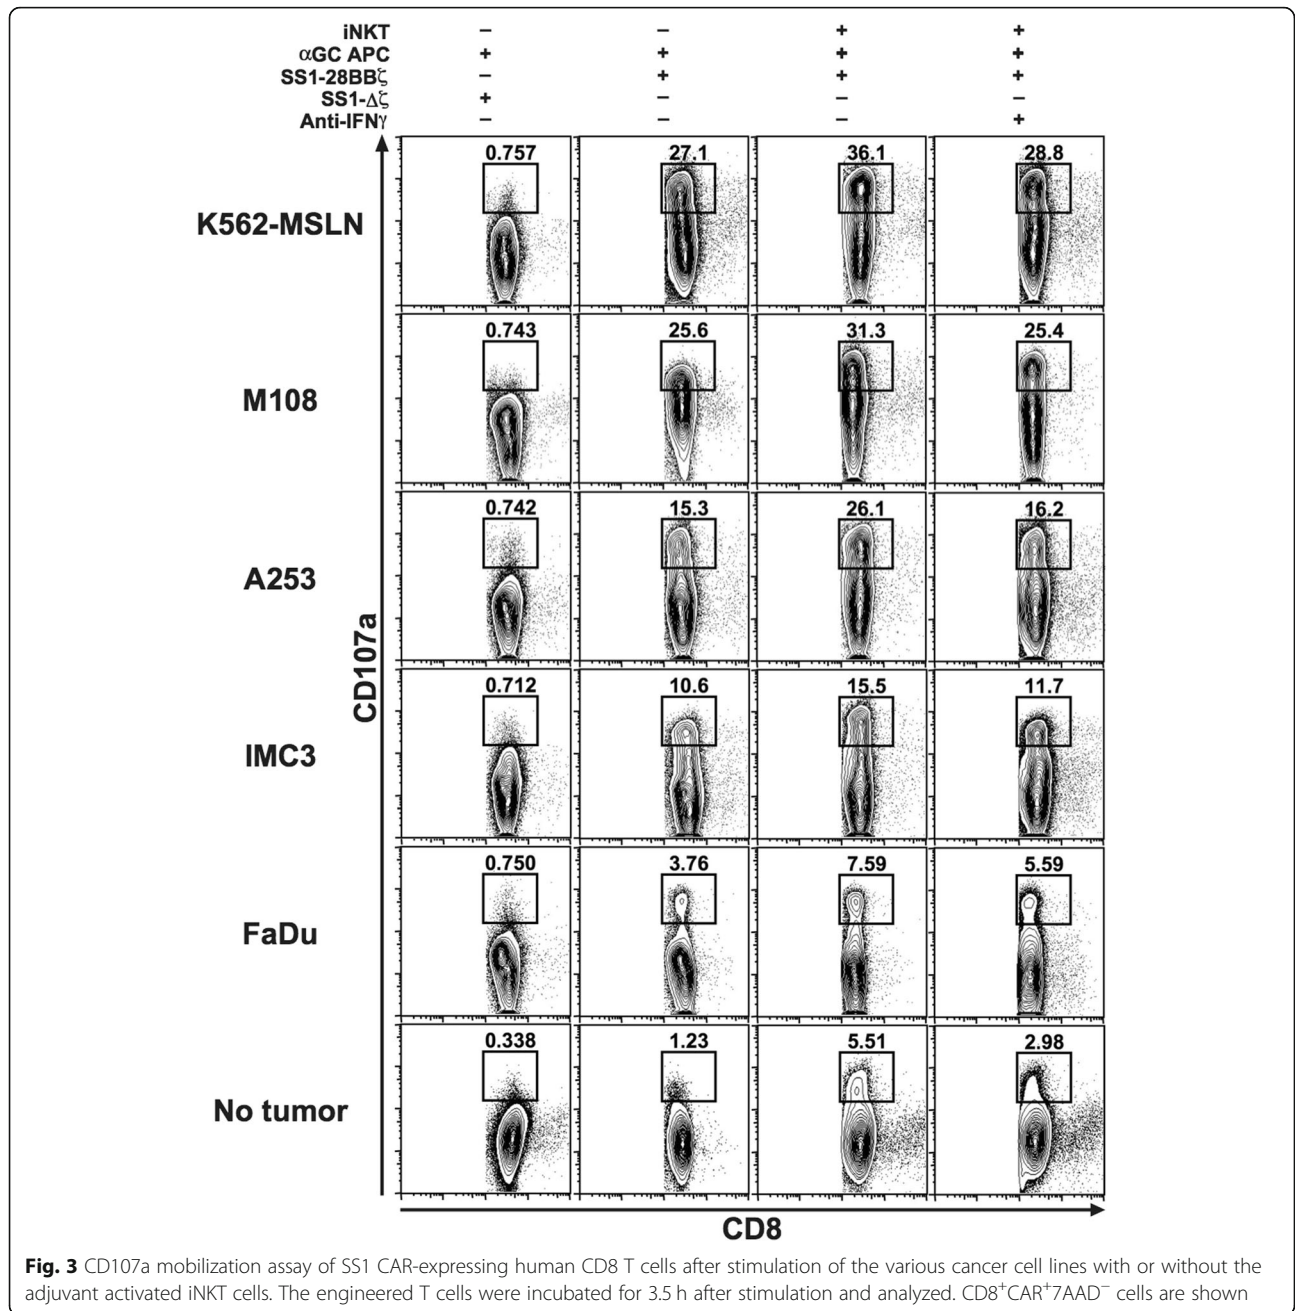 iNKT – – + +
αGC APC + + + +
SS1-28BBζ – + + +
SS1-Δζ + – – –
Anti-IFNγ – – – +
K562-MSLN 0.757 27.1 36.1 28.8
M108 0.743 25.6 31.3 25.4
A253 0.742 15.3 26.1 16.2
CD107a
IMC3 0.712 10.6 15.5 11.7
FaDu 0.750 3.76 7.59 5.59
No tumor 0.338 1.23 5.51 2.98
CD8
Fig. 3 CD107a mobilization assay of SS1 CAR-expressing human CD8 T cells after stimulation of the various cancer cell lines with or without the
adjuvant activated iNKT cells. The engineered T cells were incubated for 3.5 h after stimulation and analyzed. CD8⁺CAR⁺7AAD⁻ cells are shown